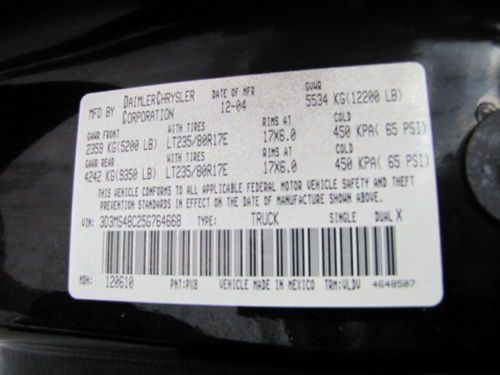 MFD BY DAIMLERCHRYSLER CORPORATION DATE OF MFR 12-04 GVWR 5534 KG(12200 LB)
GAWR FRONT WITH TIRES RIMS AT COLD
2359 KG(5200 LB) LT235/80R17E 17X6.0 450 KPA( 65 PSI)
GAWR REAR WITH TIRES RIMS AT COLD
4242 KG(9350 LB) LT235/80R17E 17X6.0 450 KPA( 65 PSI)
THIS VEHICLE CONFORMS TO ALL APPLICABLE FEDERAL MOTOR VEHICLE SAFETY AND THEFT
PREVENTION STANDARDS IN EFFECT ON THE DATE OF MANUFACTURE SHOWN ABOVE.
VIN: 3D3MS48C25G764668 TYPE: TRUCK SINGLE DUAL X
MDH: 120610 PNT:PX8 VEHICLE MADE IN MEXICO TRM:VLDV 4648507